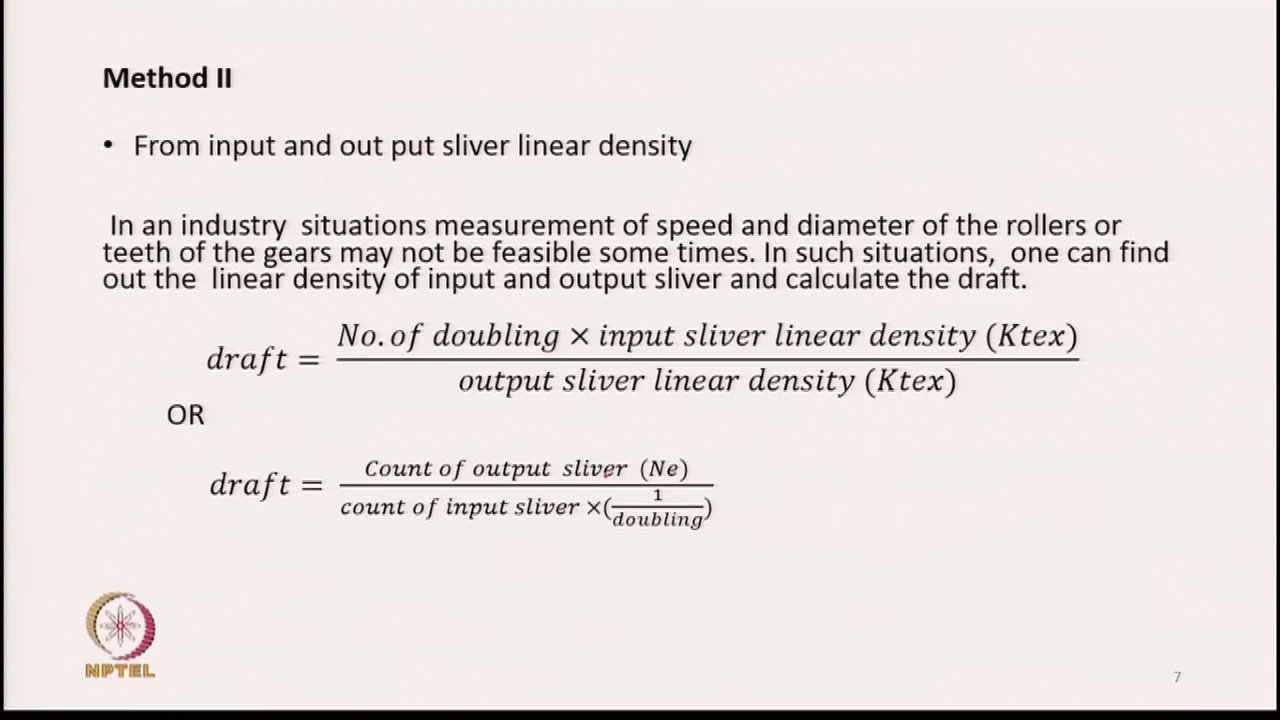 Method II
• From input and out put sliver linear density
In an industry situations measurement of speed and diameter of the rollers or
teeth of the gears may not be feasible some times. In such situations, one can find
out the linear density of input and output sliver and calculate the draft.
draft = No. of doubling × input sliver linear density (Ktex) / output sliver linear density (Ktex)
OR
draft = Count of output sliver (Ne) / count of input sliver ×(1/doubling)
NPTEL
7